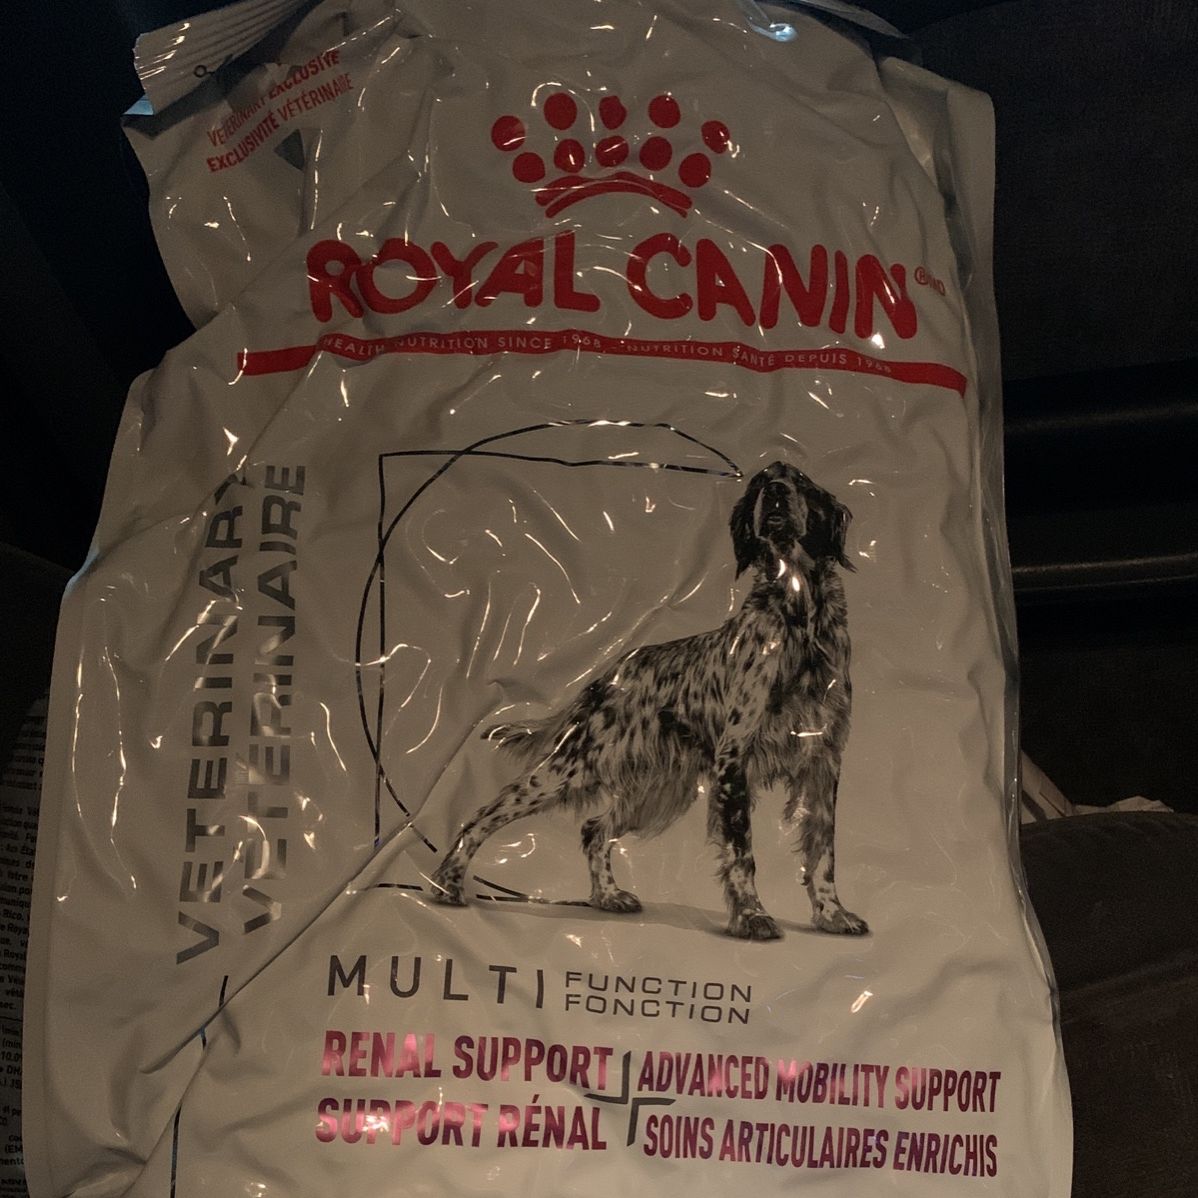 VETERINARY EXCLUSIVE
EXCLUSIVITÉ VÉTÉRINAIRE
ROYAL CANIN
HEALTH NUTRITION SINCE 1968 - NUTRITION SANTÉ DEPUIS 1968
VETERINARY
VÉTÉRINAIRE
MULTI FUNCTION
FONCTION
RENAL SUPPORT
SUPPORT RÉNAL
ADVANCED MOBILITY SUPPORT
SOINS ARTICULAIRES ENRICHIS